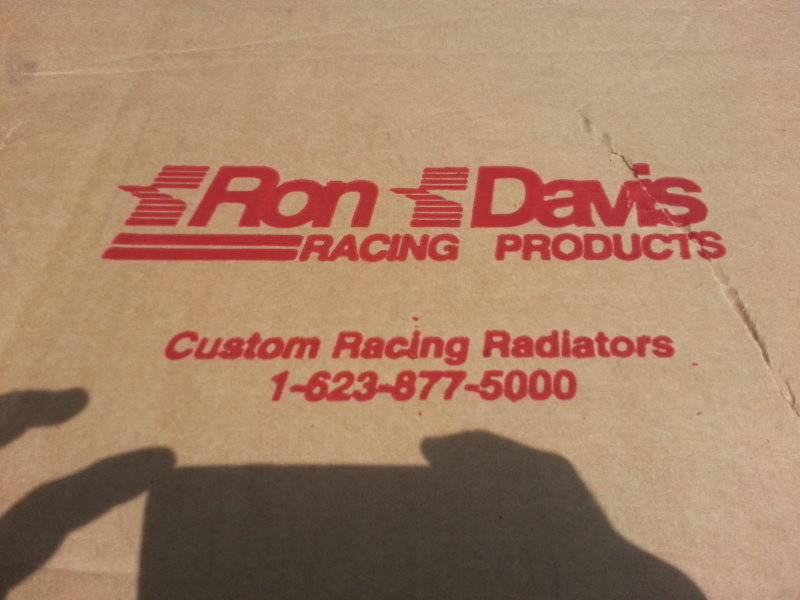 Ron Davis
RACING PRODUCTS
Custom Racing Radiators
1-623-877-5000